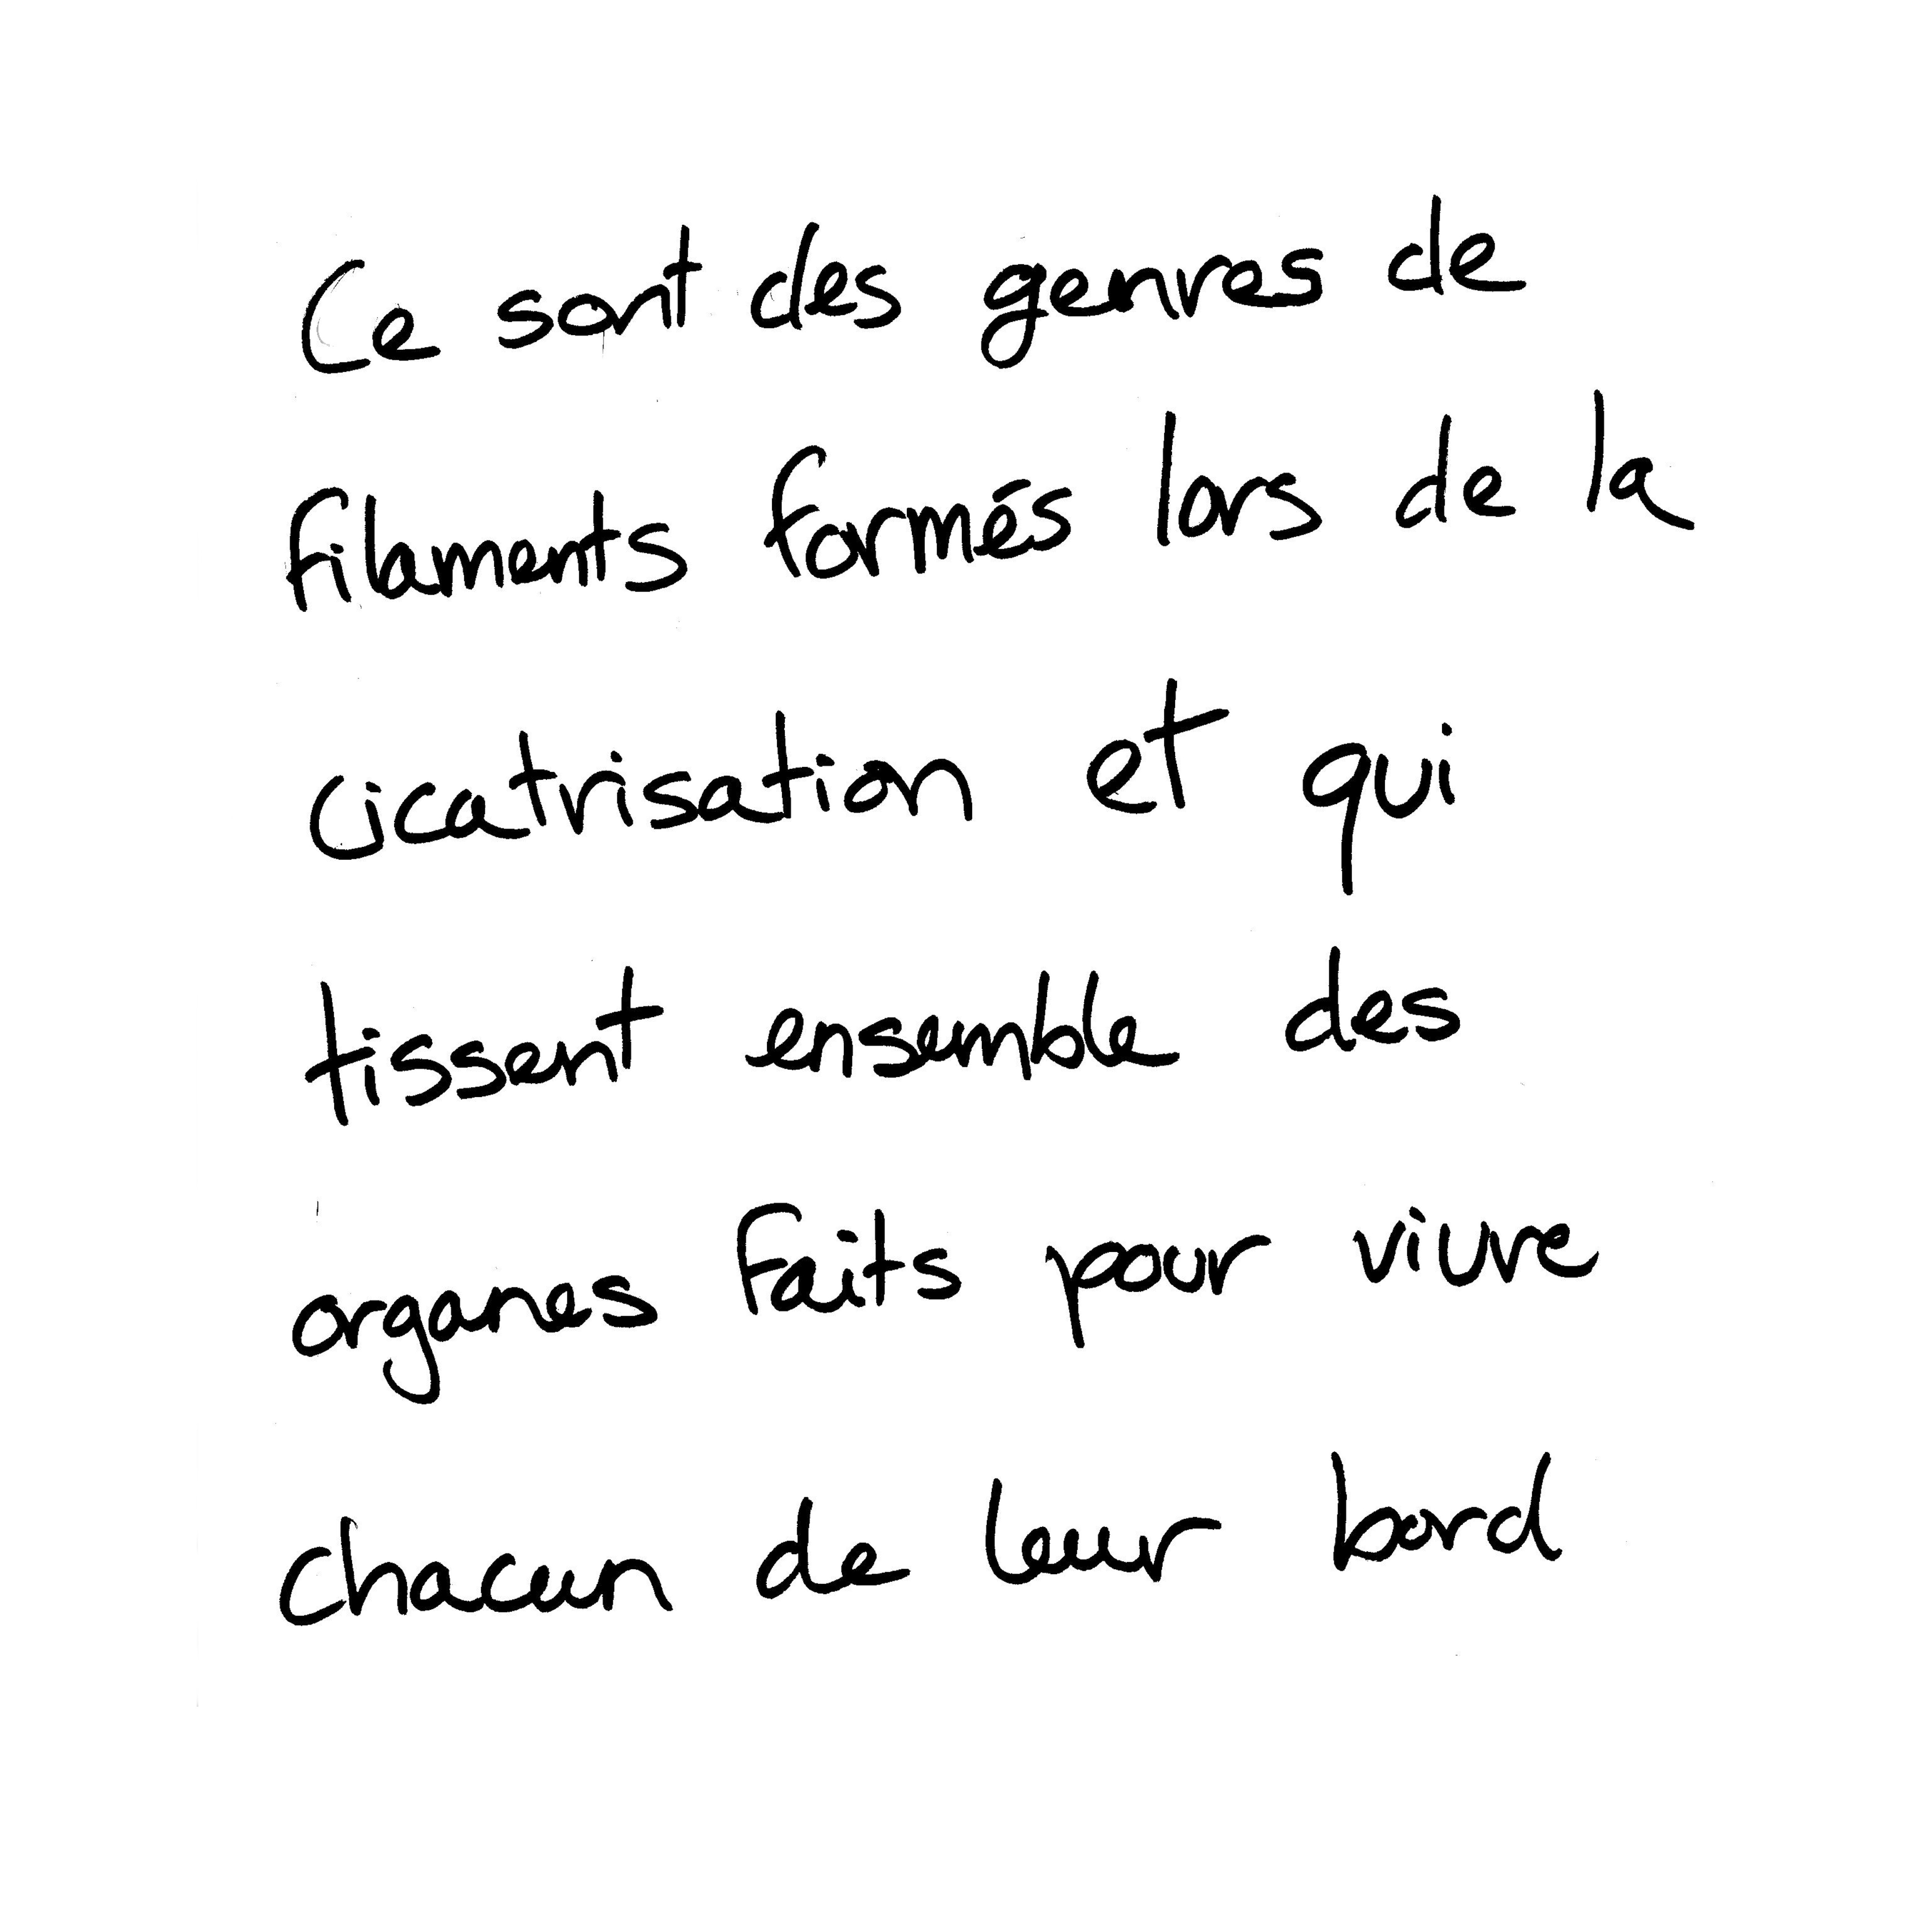 Ce sont des genres de
filaments formés lors de la
cicatrisation et qui
tissent ensemble des
organes faits pour vivre
chacun de leur bord